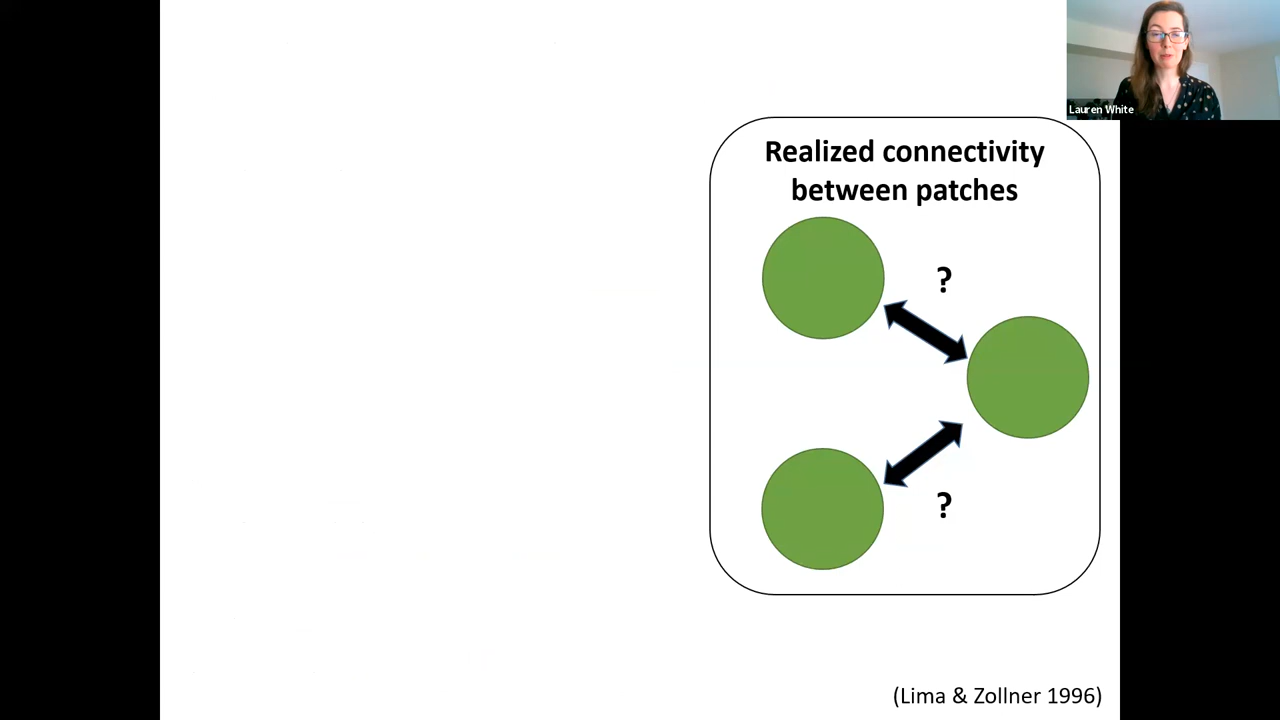 Lauren White
Realized connectivity
between patches
?
?
(Lima & Zollner 1996)